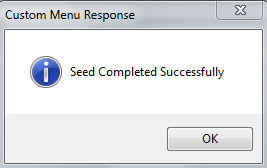 Custom Menu Response
Seed Completed Successfully
OK